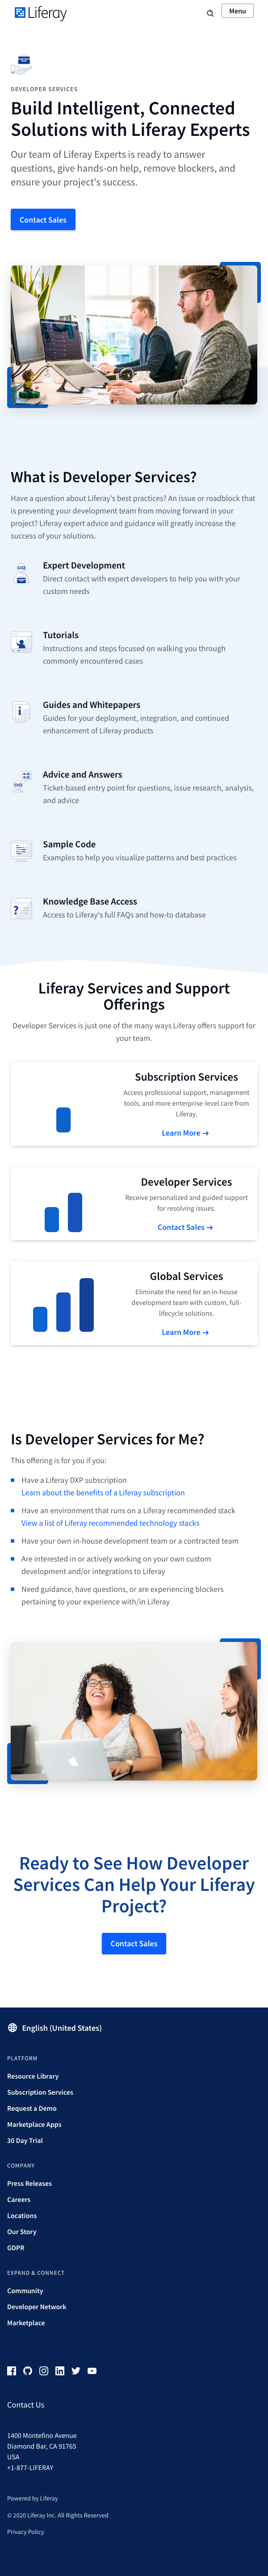 Liferay
Menu
DEVELOPER SERVICES
Build Intelligent, Connected
Solutions with Liferay Experts
Our team of Liferay Experts is ready to answer
questions, give hands-on help, remove blockers, and
ensure your project's success.
Contact Sales
What is Developer Services?
Have a question about Liferay's best practices? An issue or roadblock that
is preventing your development team from moving forward in your
project? Liferay expert advice and guidance will greatly increase the
success of your solutions.
Expert Development
Direct contact with expert developers to help you with your
custom needs
Tutorials
Instructions and steps focused on walking you through
commonly encountered cases
Guides and Whitepapers
Guides for your deployment, integration, and continued
enhancement of Liferay products
Advice and Answers
Ticket-based entry point for questions, issue research, analysis,
and advice
Sample Code
Examples to help you visualize patterns and best practices
Knowledge Base Access
Access to Liferay's full FAQs and how-to database
Liferay Services and Support
Offerings
Developer Services is just one of the many ways Liferay offers support for
your team.
Subscription Services
Access professional support, management
tools, and more enterprise-level care from
Liferay.
Learn More →
Developer Services
Receive personalized and guided support
for resolving issues.
Contact Sales →
Global Services
Eliminate the need for an in-house
development team with custom, full-
lifecycle solutions.
Learn More →
Is Developer Services for Me?
This offering is for you if you:
Have a Liferay DXP subscription
Learn about the benefits of a Liferay subscription
Have an environment that runs on a Liferay recommended stack
View a list of Liferay recommended technology stacks
Have your own in-house development team or a contracted team
Are interested in or actively working on your own custom
development and/or integrations to Liferay
Need guidance, have questions, or are experiencing blockers
pertaining to your experience with/in Liferay
Ready to See How Developer
Services Can Help Your Liferay
Project?
Contact Sales
English (United States)
PLATFORM
Resource Library
Subscription Services
Request a Demo
Marketplace Apps
30 Day Trial
COMPANY
Press Releases
Careers
Locations
Our Story
GDPR
EXPAND & CONNECT
Community
Developer Network
Marketplace
Contact Us
1400 Montefino Avenue
Diamond Bar, CA 91765
USA
+1-877-LIFERAY
Powered by Liferay
© 2020 Liferay Inc. All Rights Reserved
Privacy Policy